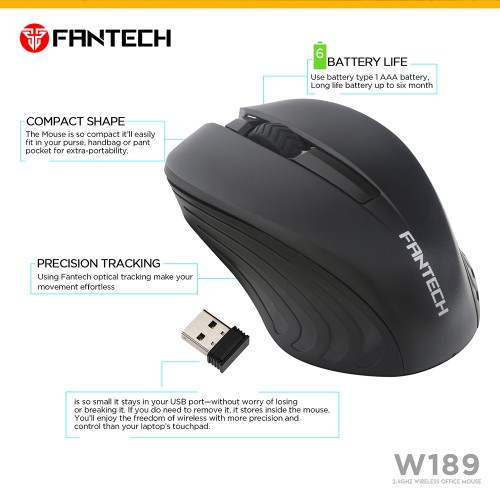 FANTECH
6
BATTERY LIFE
Use battery type 1 AAA battery,
Long life battery up to six month
COMPACT SHAPE
The Mouse is so compact it'll easily
fit in your purse, handbag or pant
pocket for extra-portability.
PRECISION TRACKING
Using Fantech optical tracking make your
movement effortless
FANTECH
is so small it stays in your USB port—without worry of losing
or breaking it. If you do need to remove it, it stores inside the mouse.
You'll enjoy the freedom of wireless with more precision and
control than your laptop's touchpad.
W189
2.4GHZ WIRELESS OFFICE MOUSE